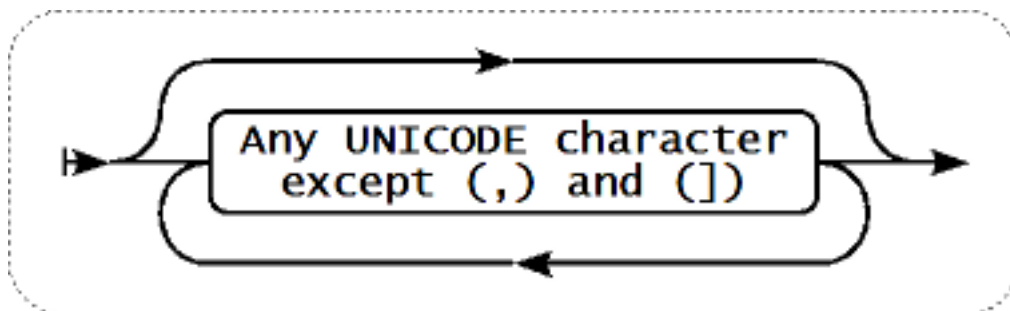 Any UNICODE character
except (,) and (])